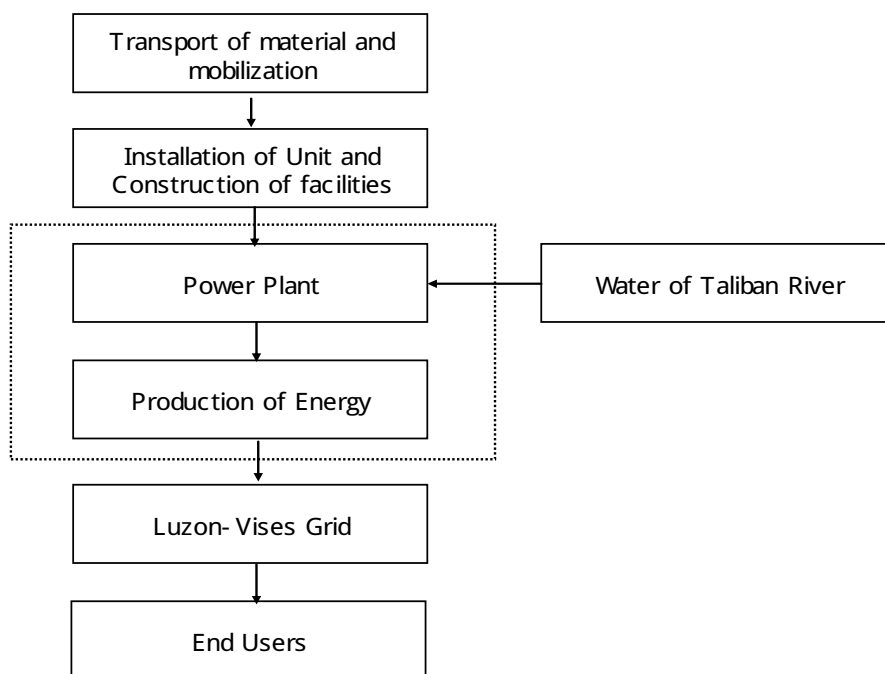 Transport of material and
mobilization
Installation of Unit and
Construction of facilities
Power Plant
Water of Taliban River
Production of Energy
Luzon- Vises Grid
End Users